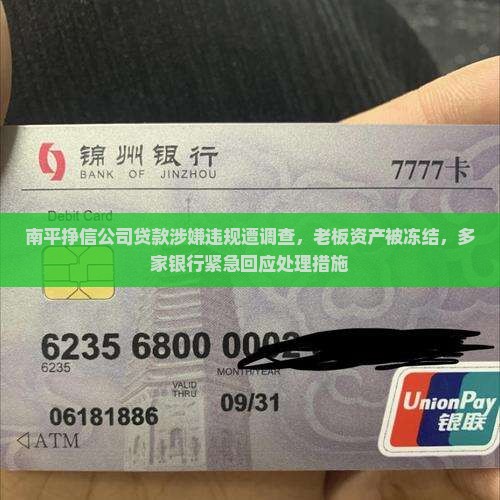 锦州银行
BANK OF JINZHOU
7777卡
Debit Card
南平挣信公司贷款涉嫌违规遭调查，老板资产被冻结，多
家银行紧急回应处理措施
6235 6800 0002
6235
MONTH/YEAR
VALID
THRU
09/31
06181886
ATM
UnionPay
银联